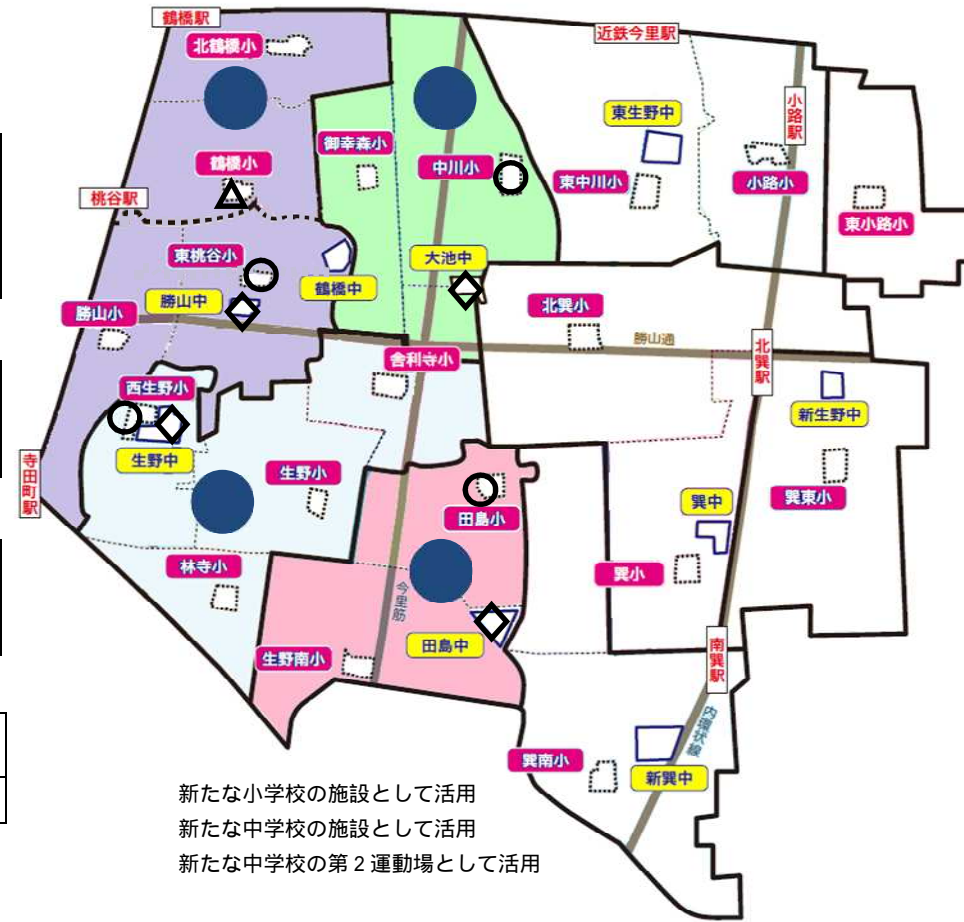 鶴橋駅
近鉄今里駅
北鶴橋小
小路駅
東生野中
御幸森小
鶴橋小
中川小
東中川小
小路小
桃谷駅
東小路小
東桃谷小
大池中
鶴橋中
勝山中
北巽小
勝山小
勝山通
北巽駅
舎利寺小
西生野小
新生野中
生野中
生野小
寺田町駅
巽中
巽東小
田島小
林寺小
巽小
今里筋
田島中
生野南小
南巽駅
内環状線
巽南小
新巽中
新たな小学校の施設として活用
新たな中学校の施設として活用
新たな中学校の第2運動場として活用